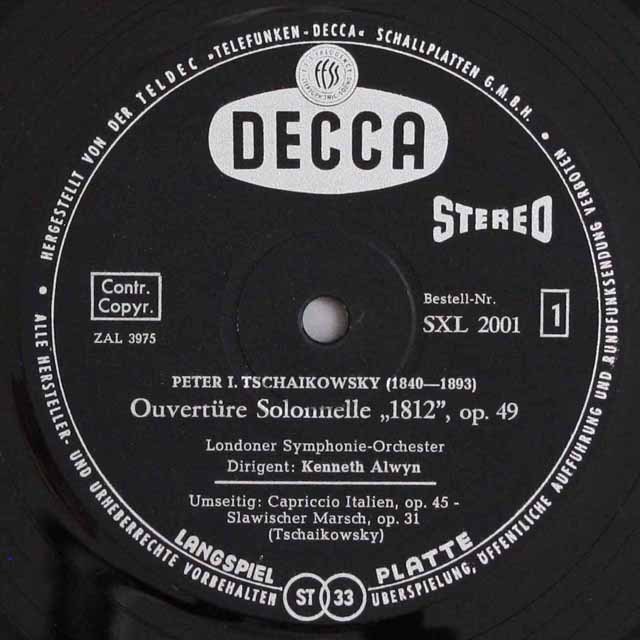 HERGESTELLT VON DER TELDEC »TELEFUNKEN-DECCA« SCHALLPLATTEN G.M.B.H.
ffss
DECCA
STEREO
Contr.
Copyr.
ZAL 3975
Bestell-Nr.
SXL 2001
1
PETER I. TSCHAIKOWSKY (1840—1893)
Ouvertüre Solonnelle „1812”, op. 49
Londoner Symphonie-Orchester
Dirigent: Kenneth Alwyn
Umseitig: Capriccio Italien, op. 45 -
Slawischer Marsch, op. 31
(Tschaikowsky)
LANGSPIEL PLATTE
ST 33
ALLE HERSTELLER- UND URHEBERRECHTE VORBEHALTEN
ÜBERSPIELUNG, ÖFFENTLICHE AUFFÜHRUNG UND RUNDFUNKSENDUNG VERBOTEN